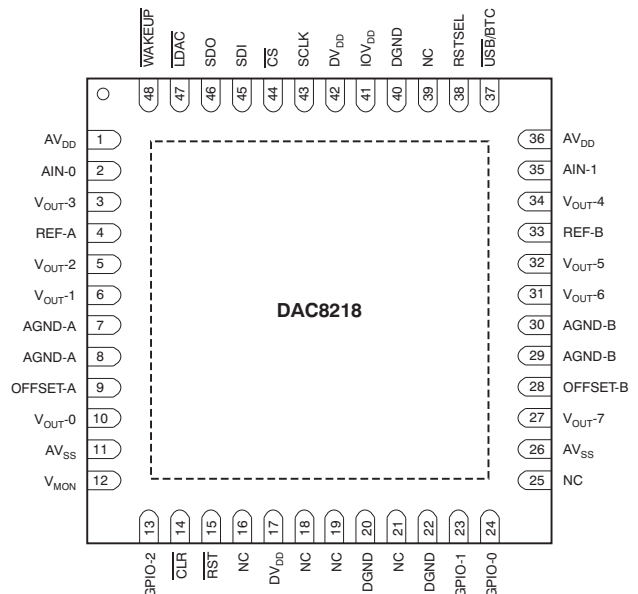 WAKEUP LDAC SDO SDI CS SCLK DVDD IOVDD DGND NC RSTSEL USB/BTC
48 47 46 45 44 43 42 41 40 39 38 37
AVDD 1
AIN-0 2
VOUT-3 3
REF-A 4
VOUT-2 5
VOUT-1 6
AGND-A 7
AGND-A 8
OFFSET-A 9
VOUT-0 10
AVSS 11
VMON 12
DAC8218
36 AVDD
35 AIN-1
34 VOUT-4
33 REF-B
32 VOUT-5
31 VOUT-6
30 AGND-B
29 AGND-B
28 OFFSET-B
27 VOUT-7
26 AVSS
25 NC
13 14 15 16 17 18 19 20 21 22 23 24
GPIO-2 CLR RST NC DVDD NC NC DGND NC DGND GPIO-1 GPIO-0